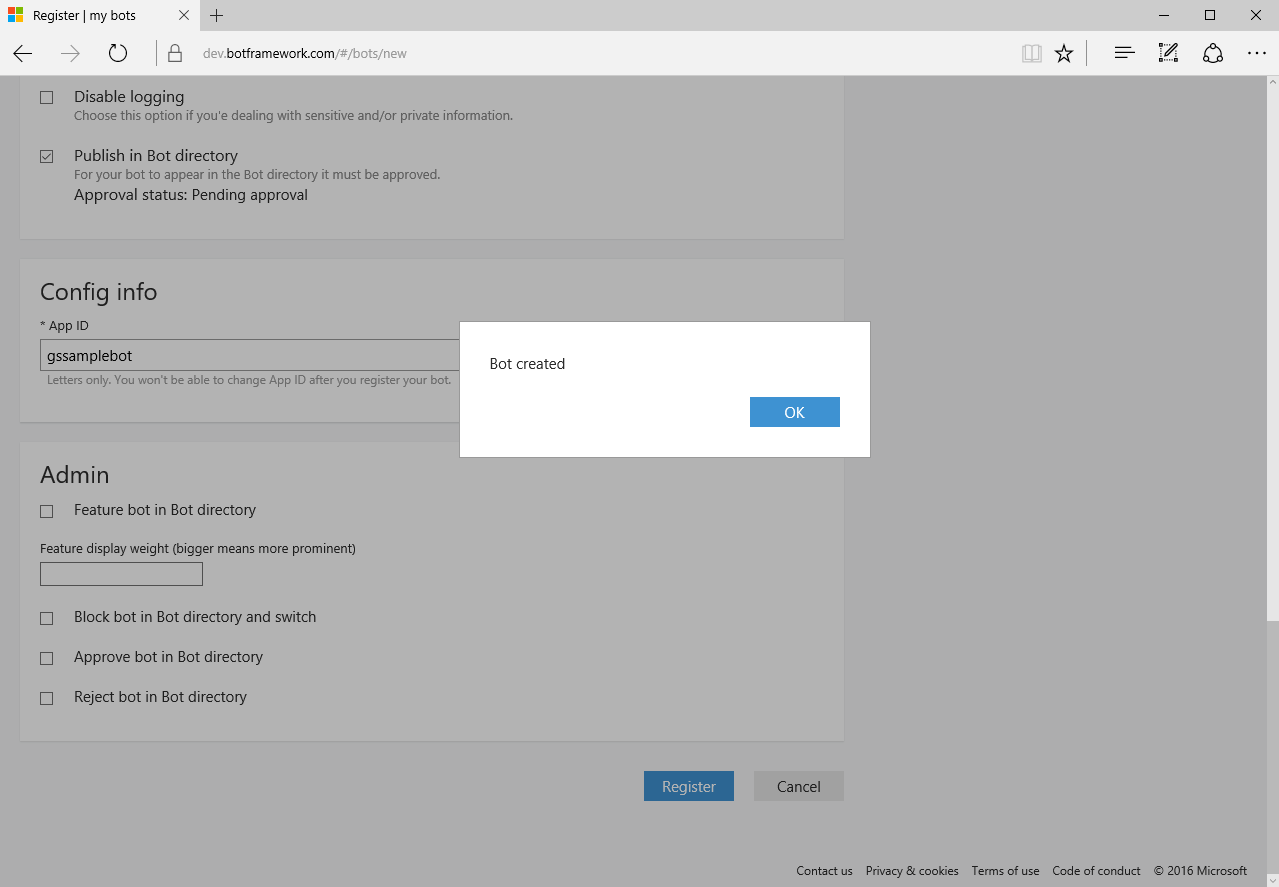 Register | my bots
dev.botframework.com/#/bots/new
Disable logging
Choose this option if you'e dealing with sensitive and/or private information.
Publish in Bot directory
For your bot to appear in the Bot directory it must be approved.
Approval status: Pending approval
Config info
* App ID
gssamplebot
Letters only. You won't be able to change App ID after you register your bot.
Bot created
OK
Admin
Feature bot in Bot directory
Feature display weight (bigger means more prominent)
Block bot in Bot directory and switch
Approve bot in Bot directory
Reject bot in Bot directory
Register Cancel
Contact us Privacy & cookies Terms of use Code of conduct © 2016 Microsoft